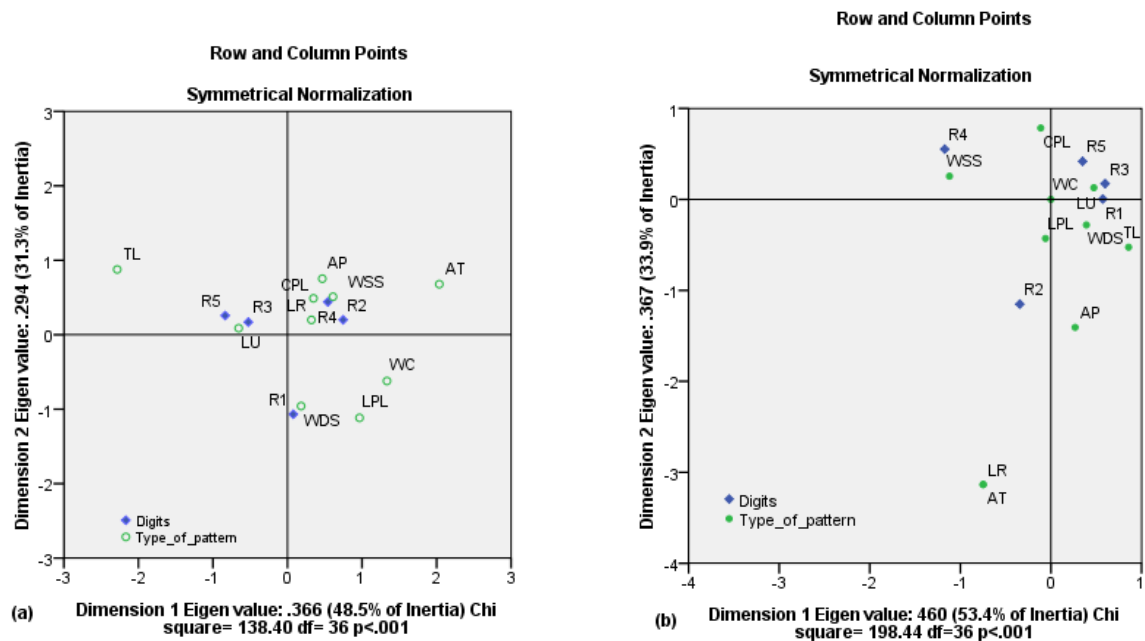 Row and Column Points
Symmetrical Normalization
Dimension 2 Eigen value: .294 (31.3% of Inertia)
3
2
1
0
-1
-2
-3
TL
AP
AT
CPL
WSS
R5
R3
LR
R4
R2
LU
WC
R1
WDS
LPL
Digits
Type_of_pattern
-3
-2
-1
0
1
2
3
(a)
Dimension 1 Eigen value: .366 (48.5% of Inertia) Chi
square= 138.40 df= 36 p<.001
Row and Column Points
Symmetrical Normalization
Dimension 2 Eigen value: .367 (33.9% of Inertia)
1
0
-1
-2
-3
-4
R4
WSS
CPL
R5
R3
WC
LU
R1
LPL
WDS
TL
R2
AP
LR
AT
Digits
Type_of_pattern
-4
-3
-2
-1
0
1
(b)
Dimension 1 Eigen value: 460 (53.4% of Inertia) Chi
square= 198.44 df=36 p<.001